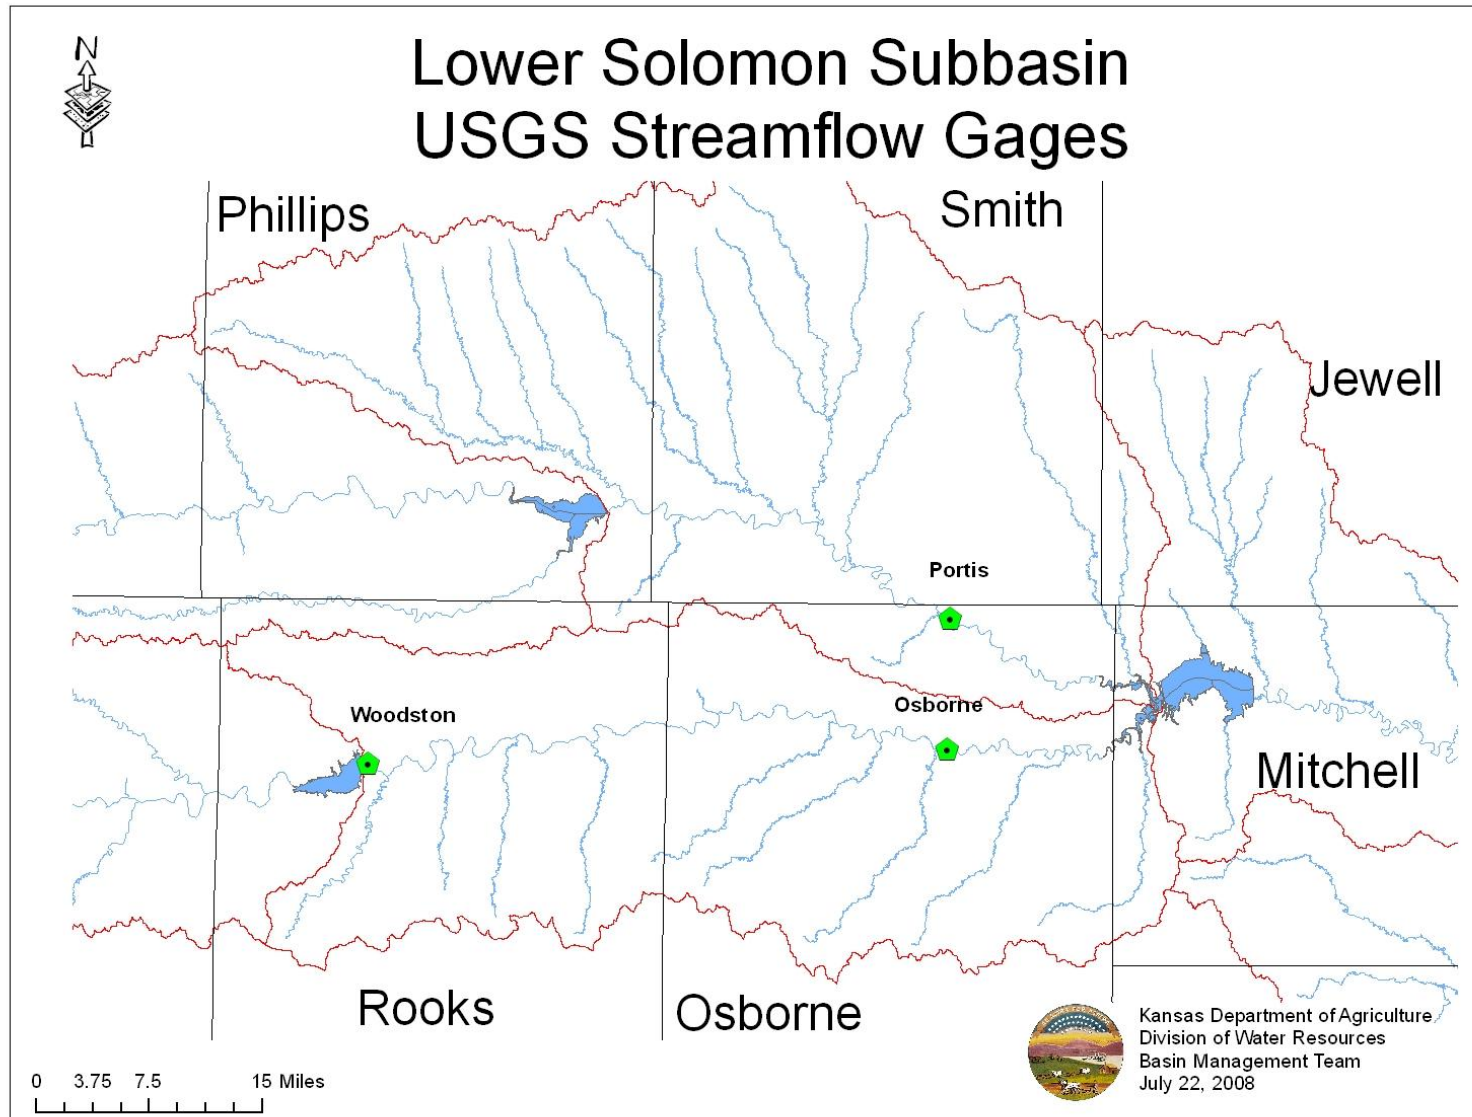 N
Lower Solomon Subbasin
USGS Streamflow Gages
Phillips
Smith
Jewell
Portis
Osborne
Woodston
Mitchell
Rooks
Osborne
Kansas Department of Agriculture
Division of Water Resources
Basin Management Team
July 22, 2008
0 3.75 7.5 15 Miles